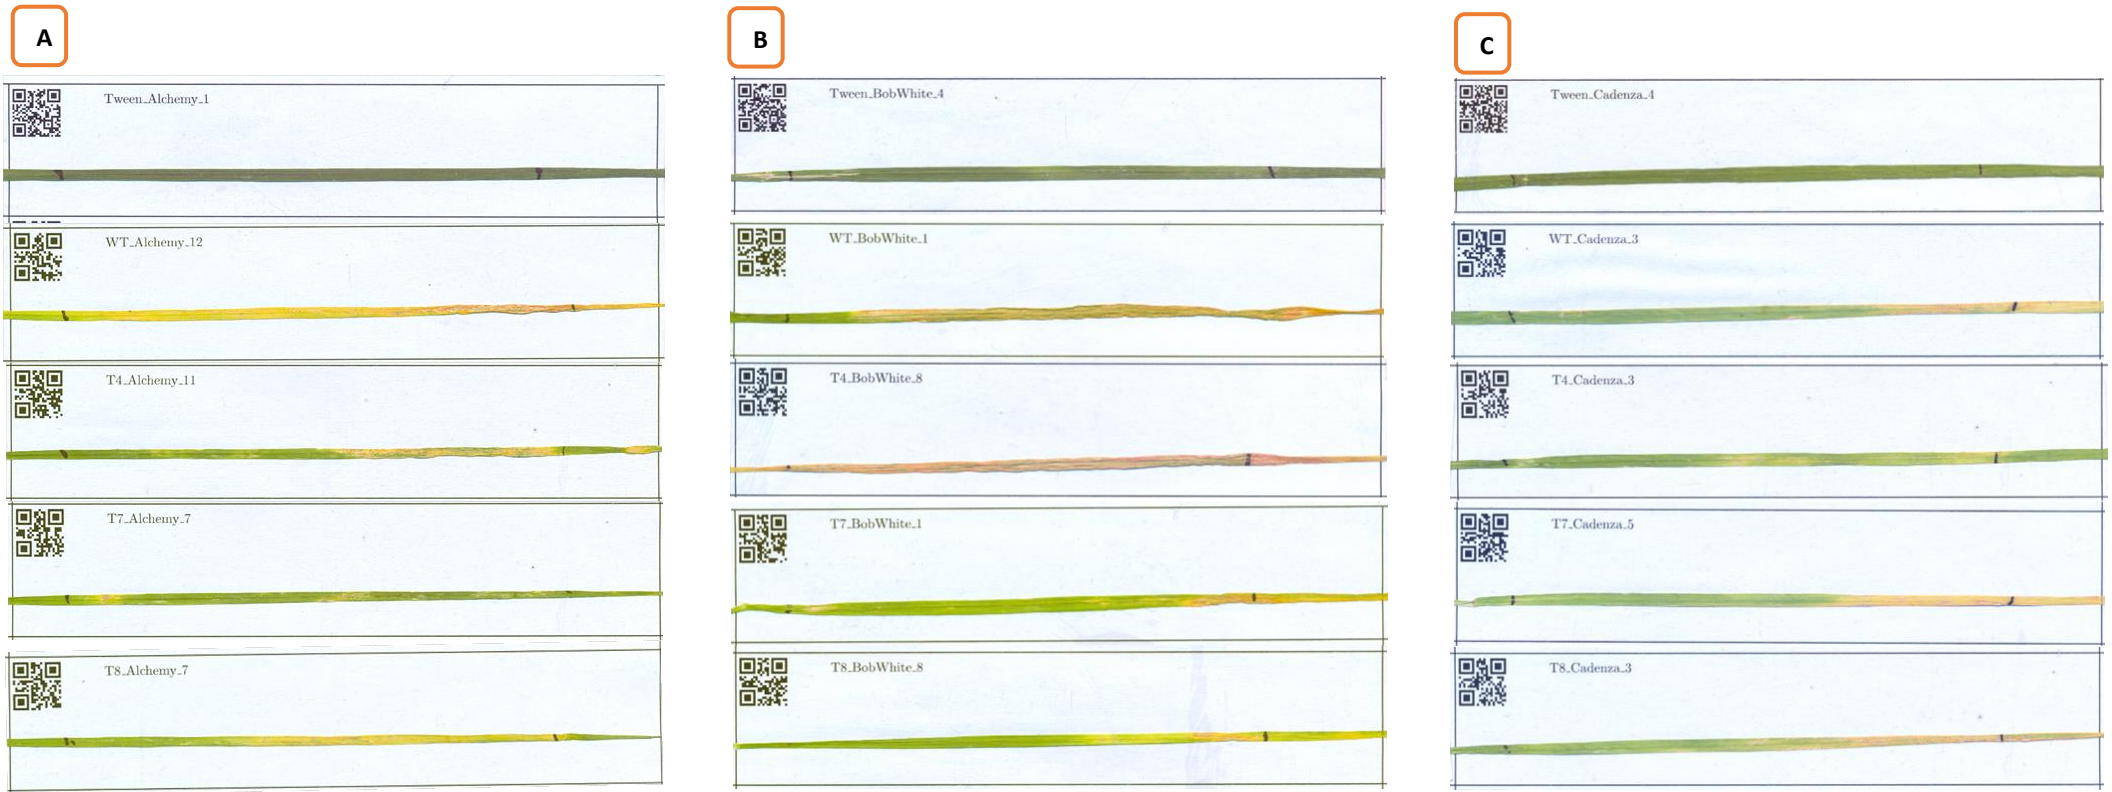 A
Tween_Alchemy_1
WT_Alchemy_12
T4_Alchemy_11
T7_Alchemy_7
T8_Alchemy_7
B
Tween_BobWhite_4
WT_BobWhite_1
T4_BobWhite_8
T7_BobWhite_1
T8_BobWhite_8
C
Tween_Cadenza_4
WT_Cadenza_3
T4_Cadenza_3
T7_Cadenza_5
T8_Cadenza_3